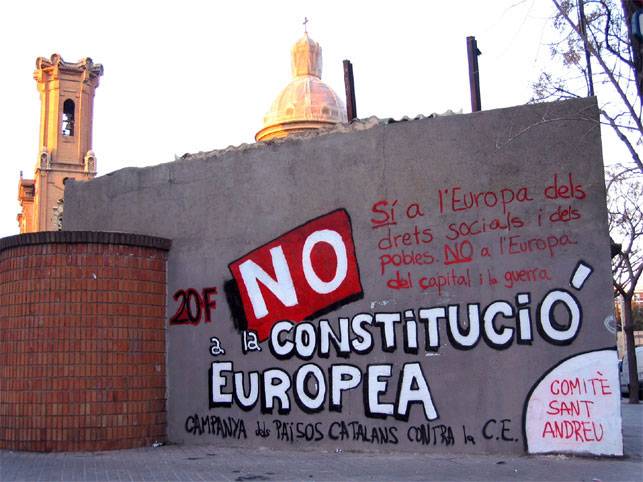 Sí a l'Europa dels
drets socials i dels
pobles. NO a l'Europa
del capital i la guerra
20F
NO
a la CONSTITUCIÓ
EUROPEA
CAMPANYA dels PAÏSOS CATALANS CONTRA la C.E.
COMITÈ
SANT
ANDREU